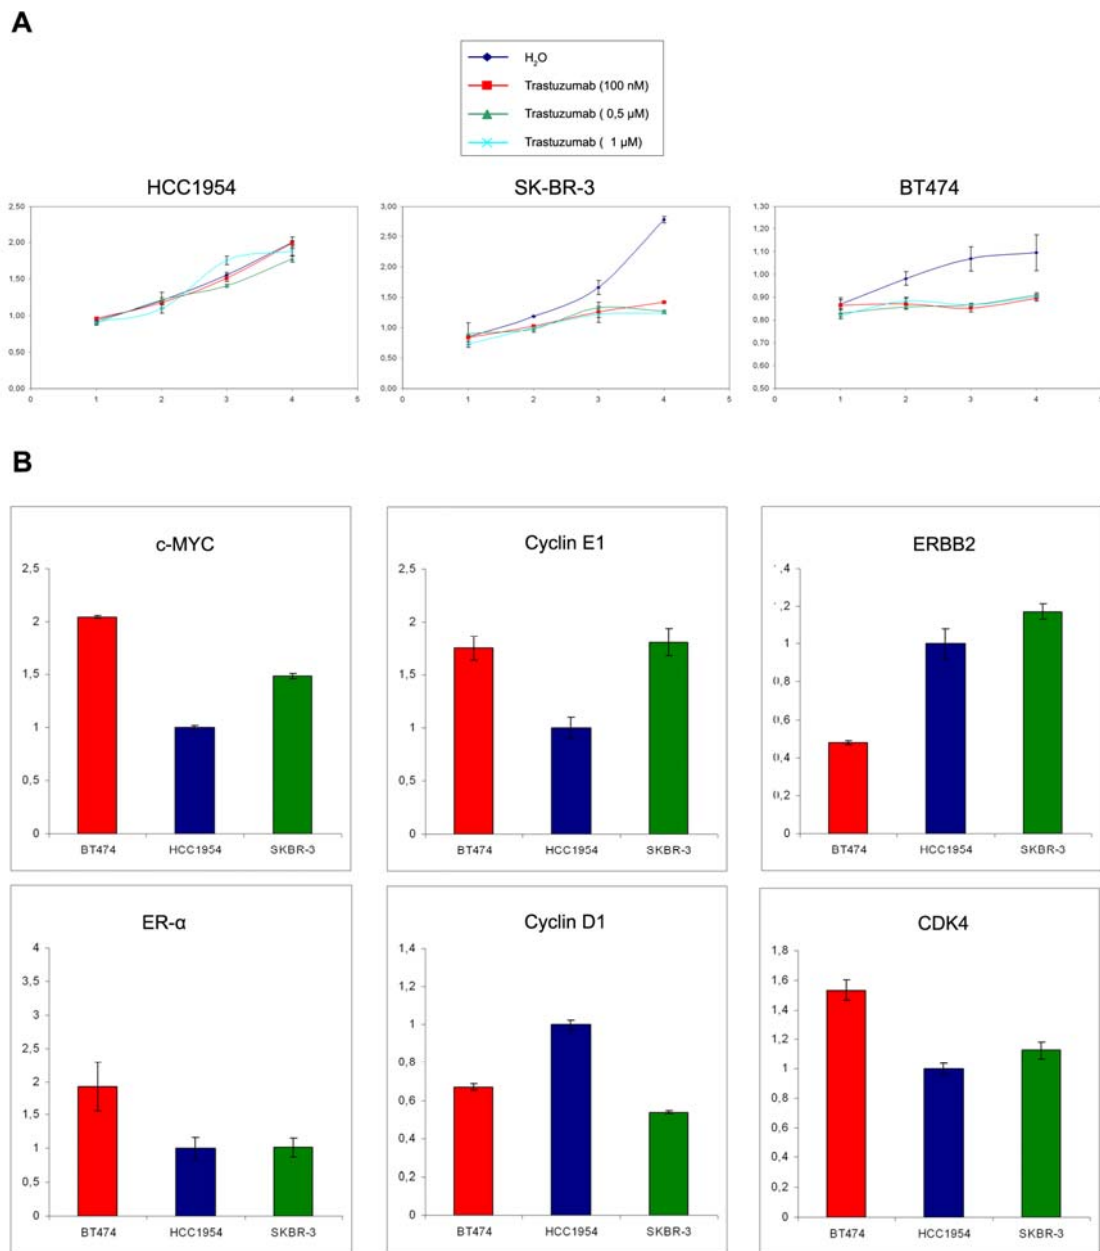 A
H2O
Trastuzumab (100 nM)
Trastuzumab ( 0,5 µM)
Trastuzumab ( 1 µM)
HCC1954
SK-BR-3
BT474
2,50
2,00
1,50
1,00
0,50
0,00
0 1 2 3 4 5
3,00
2,50
2,00
1,50
1,00
0,50
0,00
0 1 2 3 4 5
1,30
1,20
1,10
1,00
0,90
0,80
0,70
0,60
0,50
0 1 2 3 4 5
B
c-MYC
2,5
2
1,5
1
0,5
0
BT474 HCC1954 SKBR-3
Cyclin E1
2,5
2
1,5
1
0,5
0
BT474 HCC1954 SKBR-3
ERBB2
,4
,2
1
0,8
0,6
0,4
0,2
0
BT474 HCC1954 SKBR-3
ER-α
4
3,5
3
2,5
2
1,5
1
0,5
0
BT474 HCC1954 SKBR-3
Cyclin D1
1,4
1,2
1
0,8
0,6
0,4
0,2
0
BT474 HCC1954 SKBR-3
CDK4
1,8
1,6
1,4
1,2
1
0,8
0,6
0,4
0,2
0
BT474 HCC1954 SKBR-3